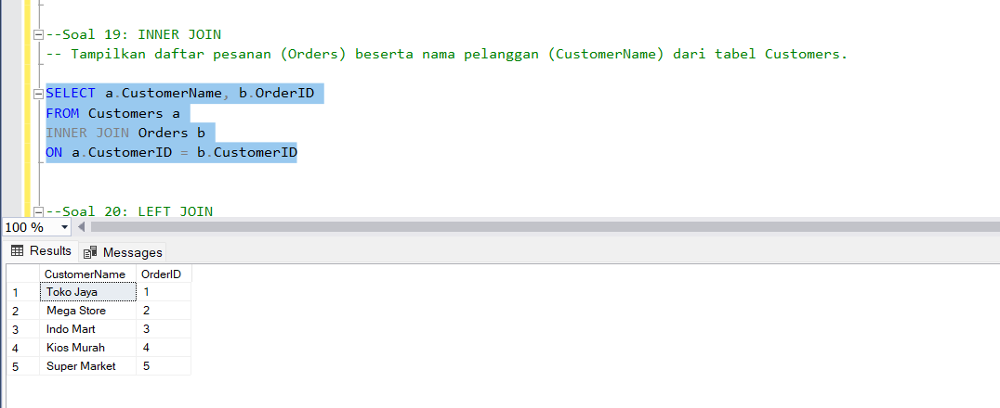 --Soal 19: INNER JOIN
-- Tampilkan daftar pesanan (Orders) beserta nama pelanggan (CustomerName) dari tabel Customers.
SELECT a.CustomerName, b.OrderID
FROM Customers a
INNER JOIN Orders b
ON a.CustomerID = b.CustomerID
--Soal 20: LEFT JOIN
100 %
Results Messages
CustomerName OrderID
1 Toko Jaya 1
2 Mega Store 2
3 Indo Mart 3
4 Kios Murah 4
5 Super Market 5